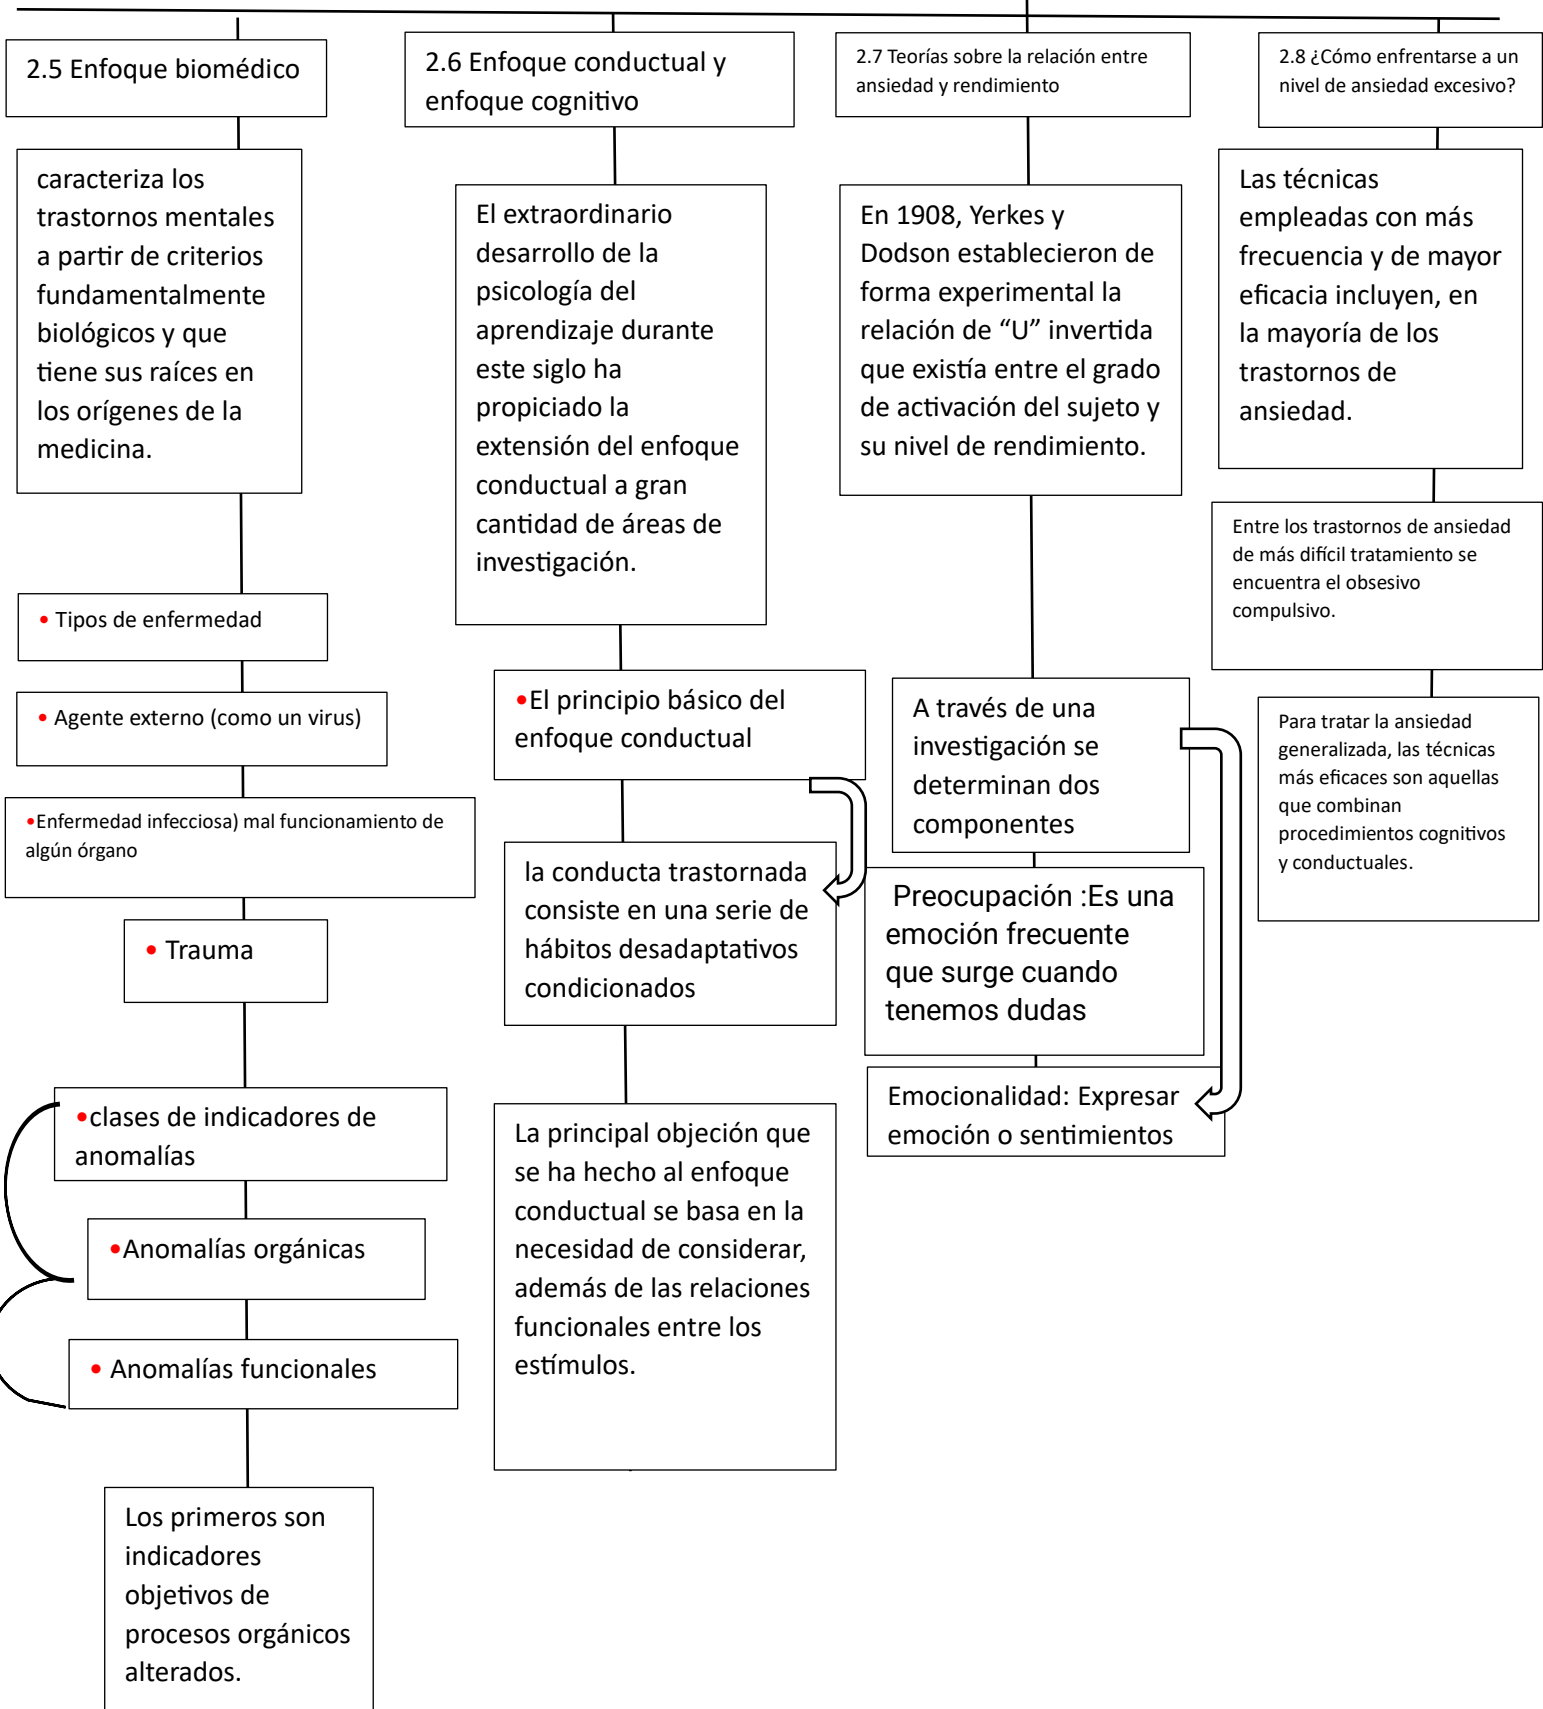 2.5 Enfoque biomédico
caracteriza los
trastornos mentales
a partir de criterios
fundamentalmente
biológicos y que
tiene sus raíces en
los orígenes de la
medicina.
• Tipos de enfermedad
• Agente externo (como un virus)
•Enfermedad infecciosa) mal funcionamiento de
algún órgano
• Trauma
•clases de indicadores de
anomalías
•Anomalías orgánicas
• Anomalías funcionales
Los primeros son
indicadores
objetivos de
procesos orgánicos
alterados.
2.6 Enfoque conductual y
enfoque cognitivo
El extraordinario
desarrollo de la
psicología del
aprendizaje durante
este siglo ha
propiciado la
extensión del enfoque
conductual a gran
cantidad de áreas de
investigación.
•El principio básico del
enfoque conductual
la conducta trastornada
consiste en una serie de
hábitos desadaptativos
condicionados
La principal objeción que
se ha hecho al enfoque
conductual se basa en la
necesidad de considerar,
además de las relaciones
funcionales entre los
estímulos.
2.7 Teorías sobre la relación entre
ansiedad y rendimiento
En 1908, Yerkes y
Dodson establecieron de
forma experimental la
relación de “U” invertida
que existía entre el grado
de activación del sujeto y
su nivel de rendimiento.
A través de una
investigación se
determinan dos
componentes
Preocupación :Es una
emoción frecuente
que surge cuando
tenemos dudas
Emocionalidad: Expresar
emoción o sentimientos
2.8 ¿Cómo enfrentarse a un
nivel de ansiedad excesivo?
Las técnicas
empleadas con más
frecuencia y de mayor
eficacia incluyen, en
la mayoría de los
trastornos de
ansiedad.
Entre los trastornos de ansiedad
de más difícil tratamiento se
encuentra el obsesivo
compulsivo.
Para tratar la ansiedad
generalizada, las técnicas
más eficaces son aquellas
que combinan
procedimientos cognitivos
y conductuales.